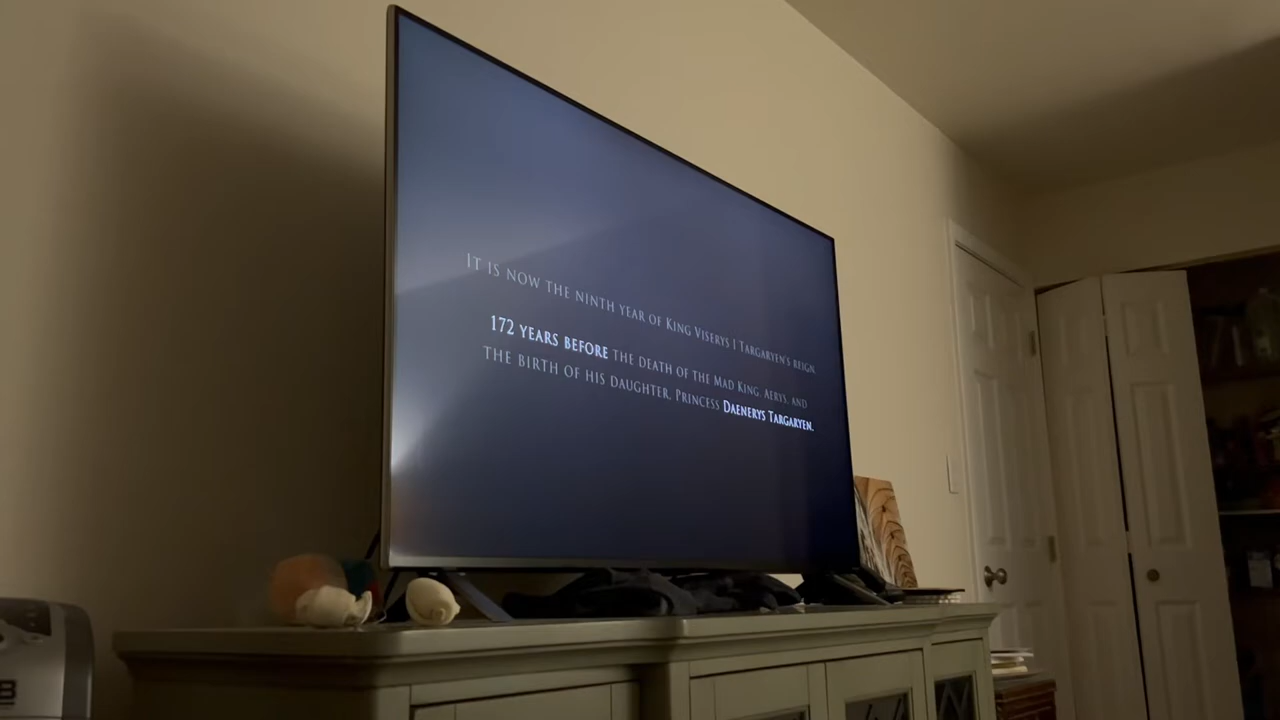 It is now the ninth year of King Viserys I Targaryen's reign.
172 years before the death of the Mad King, Aerys, and
the birth of his daughter, Princess Daenerys Targaryen.
B